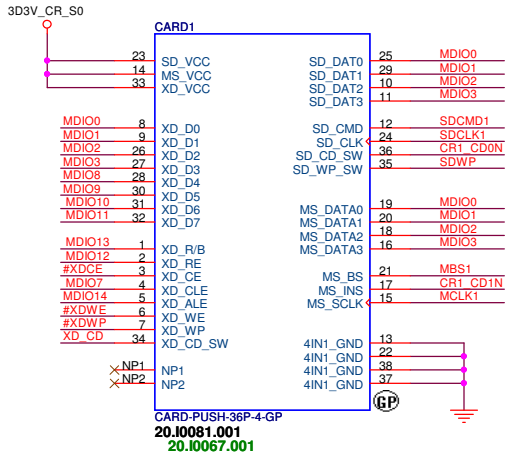 3D3V_CR_S0
CARD1
23 SD_VCC
14 MS_VCC
33 XD_VCC
MDIO0 8 XD_D0
MDIO1 9 XD_D1
MDIO2 26 XD_D2
MDIO3 27 XD_D3
MDIO8 28 XD_D4
MDIO9 30 XD_D5
MDIO10 31 XD_D6
MDIO11 32 XD_D7
MDIO13 1 XD_R/B
MDIO12 2 XD_RE
#XDCE 3 XD_CE
MDIO7 4 XD_CLE
MDIO14 5 XD_ALE
#XDWE 6 XD_WE
#XDWP 7 XD_WP
XD_CD 34 XD_CD_SW
NP1 NP1
NP2 NP2
SD_DAT0 25 MDIO0
SD_DAT1 29 MDIO1
SD_DAT2 10 MDIO2
SD_DAT3 11 MDIO3
SD_CMD 12 SDCMD1
SD_CLK 24 SDCLK1
SD_CD_SW 36 CR1_CD0N
SD_WP_SW 35 SDWP
MS_DATA0 19 MDIO0
MS_DATA1 20 MDIO1
MS_DATA2 18 MDIO2
MS_DATA3 16 MDIO3
MS_BS 21 MBS1
MS_INS 17 CR1_CD1N
MS_SCLK 15 MCLK1
4IN1_GND 13
4IN1_GND 22
4IN1_GND 38
4IN1_GND 37
GP
CARD-PUSH-36P-4-GP
20.I0081.001
20.I0067.001